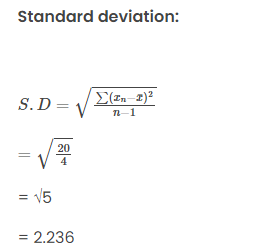 Standard deviation:
S.D = √(∑(xₙ–x̄)²/n–1)
= √(20/4)
= √5
= 2.236